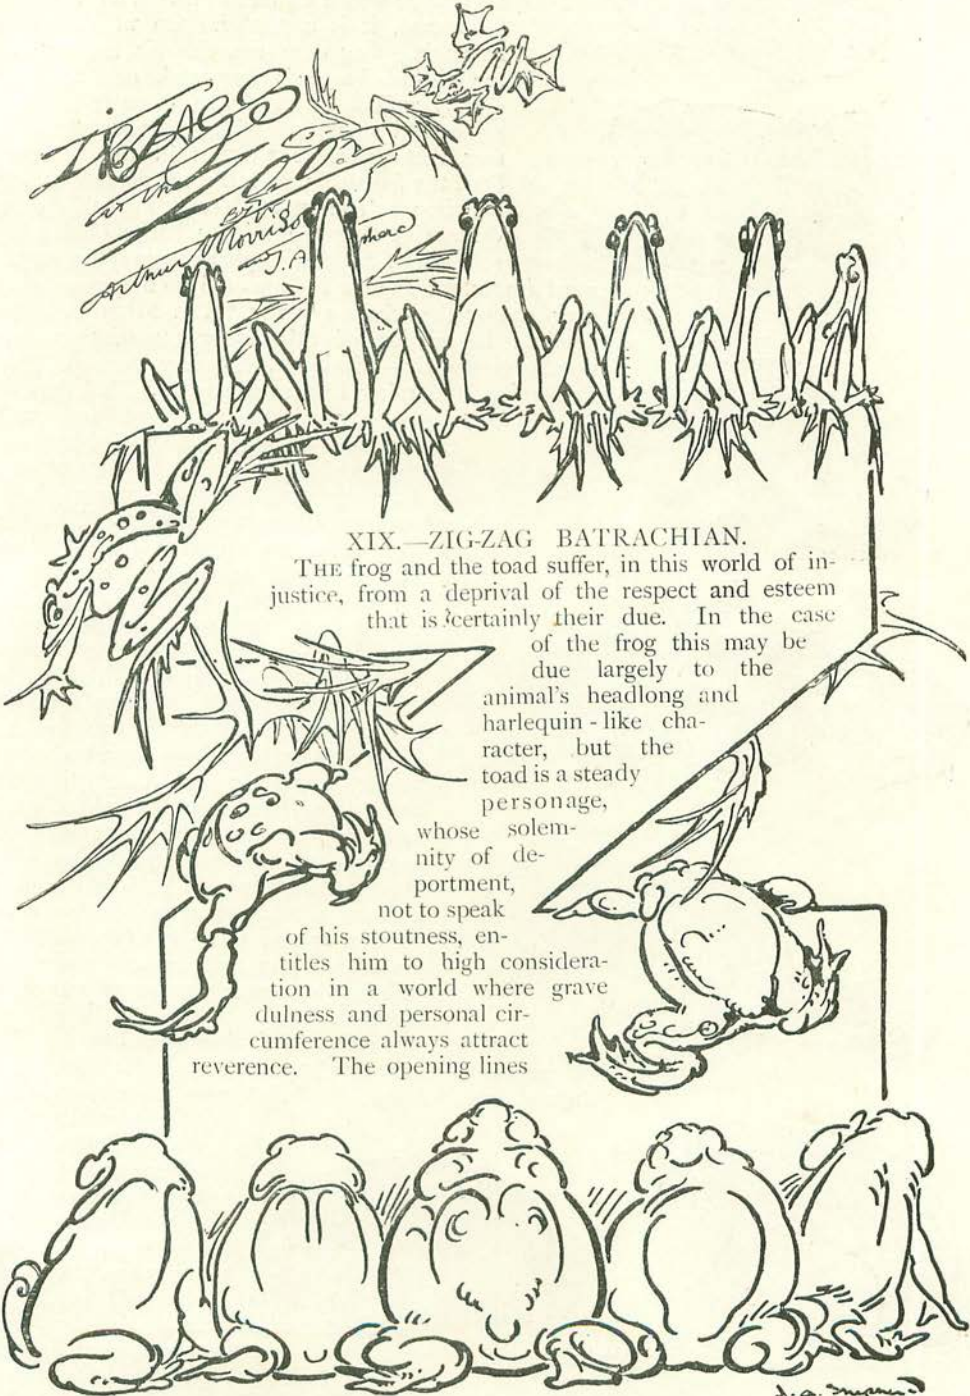 ZIGZAGS
at the
ZOO
By
Arthur Morriso
J.A.
XIX.—ZIG-ZAG BATRACHIAN.
THE frog and the toad suffer, in this world of in-
justice, from a deprival of the respect and esteem
that is certainly their due. In the case
of the frog this may be
due largely to the
animal's headlong and
harlequin-like cha-
racter, but the
toad is a steady
personage,
whose solem-
nity of de-
portment,
not to speak
of his stoutness, en-
titles him to high considera-
tion in a world where grave
dulness and personal cir-
cumference always attract
reverence. The opening lines